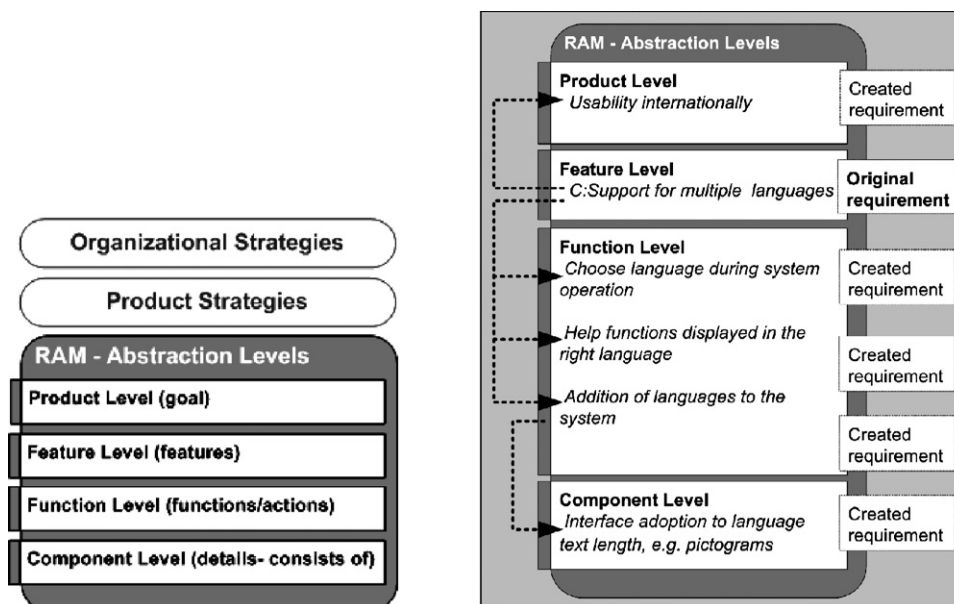 Organizational Strategies
Product Strategies
RAM - Abstraction Levels
Product Level (goal)
Feature Level (features)
Function Level (functions/actions)
Component Level (details- consists of)
RAM - Abstraction Levels
Product Level
Usability internationally
Created
requirement
Feature Level
C:Support for multiple languages
Original
requirement
Function Level
Choose language during system
operation
Created
requirement
Help functions displayed in the
right language
Created
requirement
Addition of languages to the
system
Created
requirement
Component Level
Interface adoption to language
text length, e.g. pictograms
Created
requirement